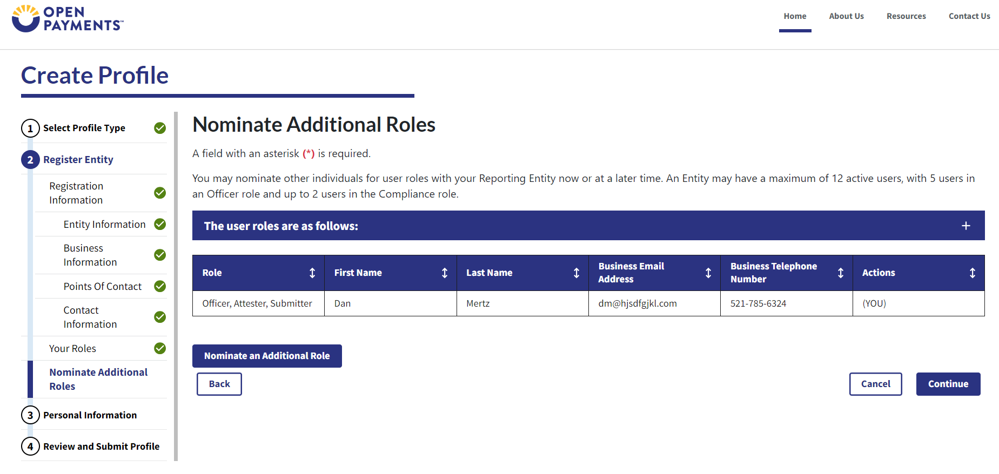 OPEN
PAYMENTS™
Home
About Us
Resources
Contact Us
Create Profile
1
Select Profile Type
2
Register Entity
Registration
Information
Entity Information
Business
Information
Points Of Contact
Contact
Information
Your Roles
Nominate Additional
Roles
3
Personal Information
4
Review and Submit Profile
Nominate Additional Roles
A field with an asterisk (*) is required.
You may nominate other individuals for user roles with your Reporting Entity now or at a later time. An Entity may have a maximum of 12 active users, with 5 users in
an Officer role and up to 2 users in the Compliance role.
The user roles are as follows:
Role
First Name
Last Name
Business Email
Address
Business Telephone
Number
Actions
Officer, Attester, Submitter
Dan
Mertz
dm@hjsdfgjkl.com
521-785-6324
(YOU)
Nominate an Additional Role
Back
Cancel
Continue